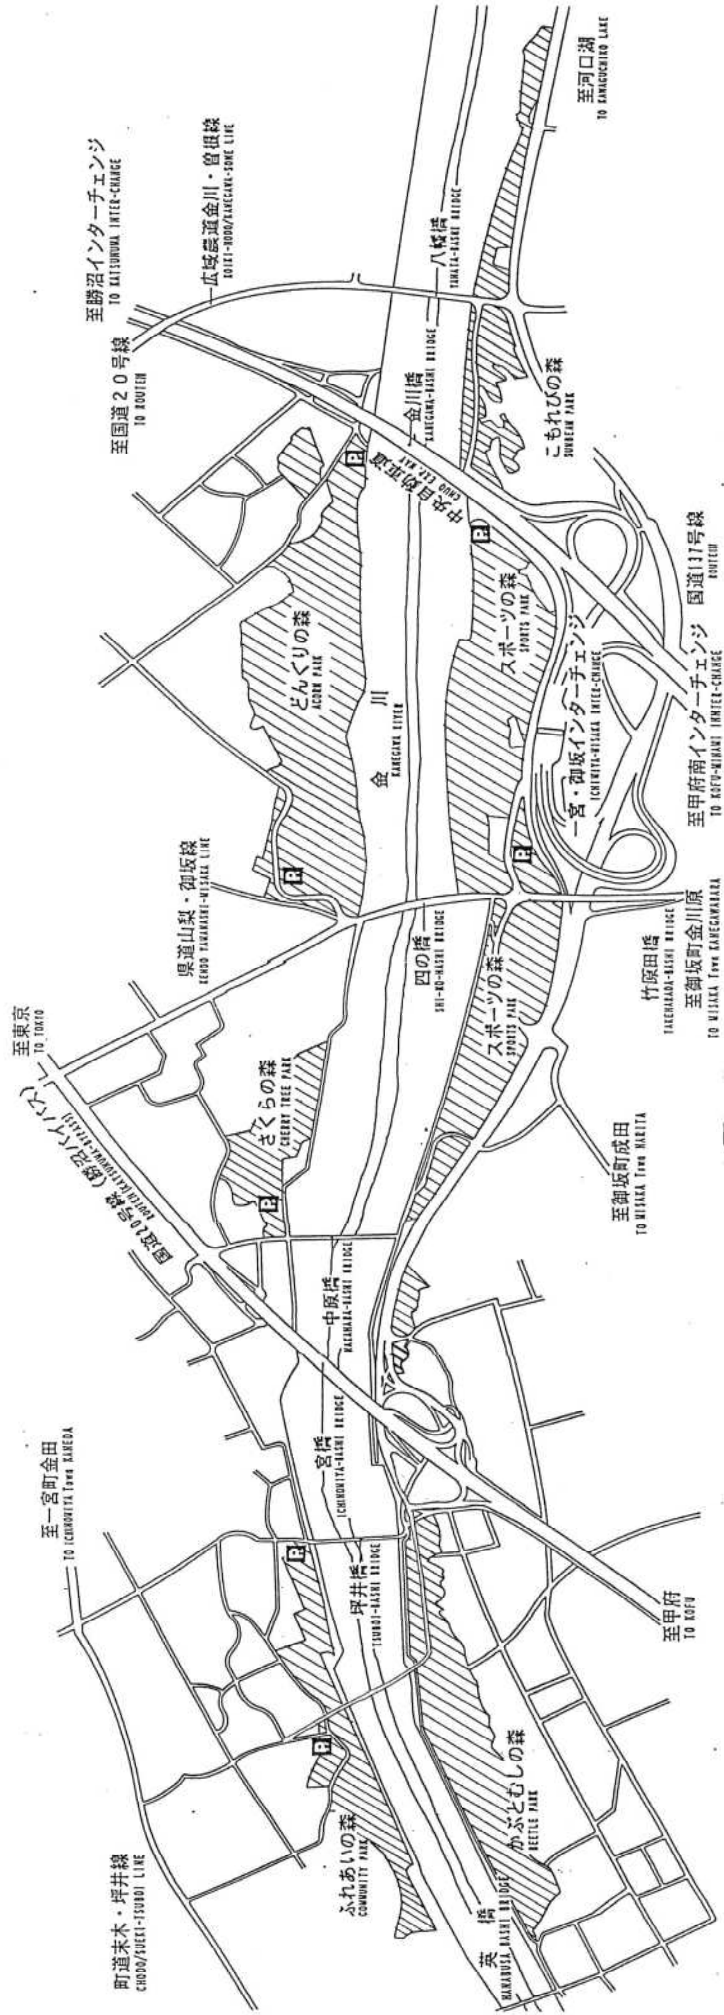 至河口湖
TO KAWAGUCHIKO LAKE
至勝沼インターチェンジ
TO KATSUNUMA INTER-CHANGE
広域農道金川・曽根線
KOIKI-NODO/KANEGAWA-SONE LINE
至国道20号線
TO ROUTE20
八幡橋
YAHATA-BASHI BRIDGE
金川橋
KANEGAWA-BASHI BRIDGE
中央自動車道
CHUO EXP. WAY
こもれびの森
SUNBEAM PARK
P
P
どんぐりの森
ACORN PARK
金川
KANEGAWA RIVER
スポーツの森
SPORTS PARK
国道137号線
一宮・御坂インターチェンジ
ICHIMIYA-MISAKA INTER-CHANGE
至甲府南インターチェンジ
TO KOFU-MINAMI INNTER-CHANGE
P
P
県道山梨・御坂線
KENDO YAMANASHI-MISAKA LINE
四の橋
SHI-NO-HASHI BRIDGE
竹原田橋
TAKEHARADA-BASHI BRIDGE
至御坂町金川原
TO MISAKA Town KANEGAWARA
スポーツの森
SPORTS PARK
至東京
TO TOKYO
さくらの森
CHERRY TREE PARK
P
国道20号線(勝沼バイパス)
至御坂町成田
TO MISAKA Town NARITA
中原橋
NAKAHARA-BASHI BRIDGE
一宮橋
ICHINOMIYA-BASHI BRIDGE
至一宮町金田
TO ICHINOMIYA Town KANEDA
P
坪井橋
TSUBOI-BASHI BRIDGE
至甲府
TO KOFU
P
ふれあいの森
COMMUNITY PARK
かぶとむしの森
BEETLE PARK
町道末木・坪井線
CHODO/SUEKI-TSUBOI LINE
英橋
HANABUSA BASHI BRIDGE